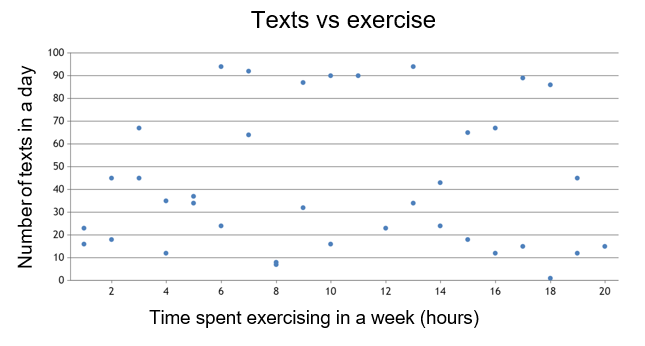 Texts vs exercise
Number of texts in a day
100
90
80
70
60
50
40
30
20
10
0
2 4 6 8 10 12 14 16 18 20
Time spent exercising in a week (hours)